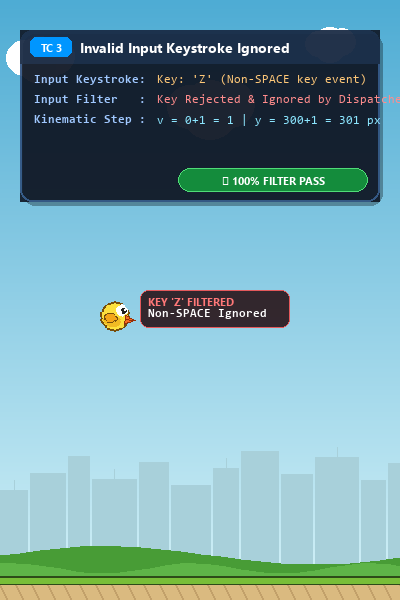 TC 3 Invalid Input Keystroke Ignored
Input Keystroke: Key: 'Z' (Non-SPACE key event)
Input Filter : Key Rejected & Ignored by Dispatche
Kinematic Step : v = 0+1 = 1 | y = 300+1 = 301 px
100% FILTER PASS
KEY 'Z' FILTERED
Non-SPACE Ignored